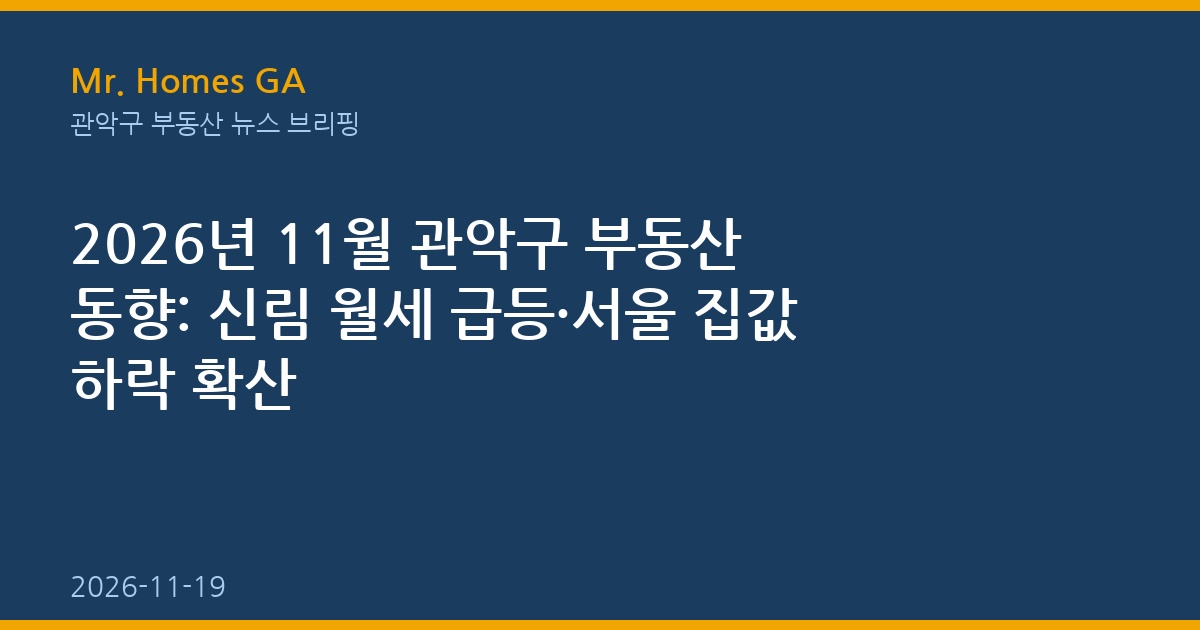 Mr. Homes GA
관악구 부동산 뉴스 브리핑
2026년 11월 관악구 부동산
동향: 신림 월세 급등·서울 집값
하락 확산
2026-11-19